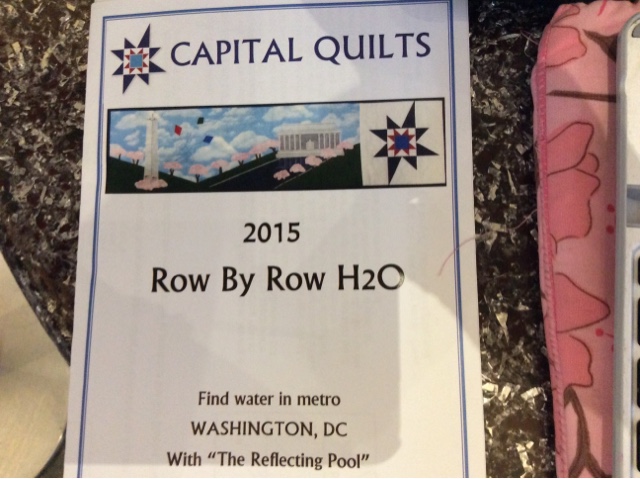 CAPITAL QUILTS
2015
Row By Row H2O
Find water in metro
WASHINGTON, DC
With "The Reflecting Pool"